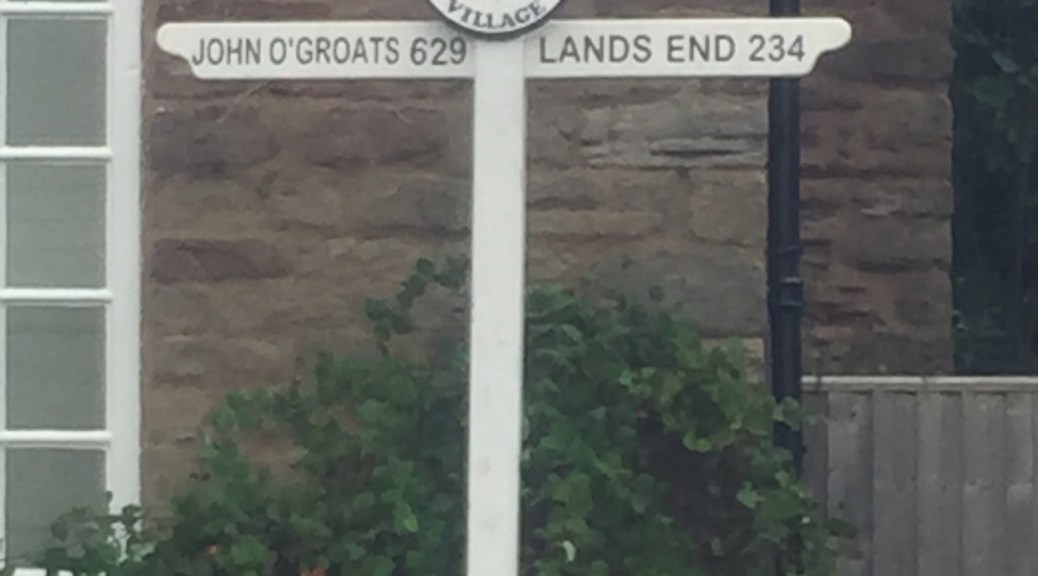 VILLAGE
JOHN O'GROATS 629
LANDS END 234